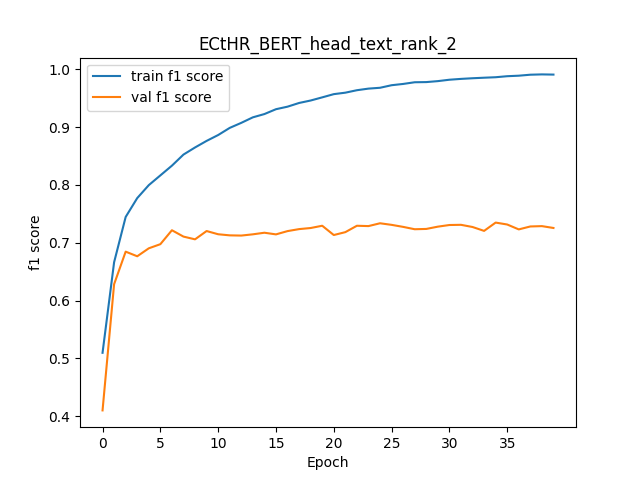 ECtHR_BERT_head_text_rank_2
train f1 score
val f1 score
1.0
0.9
0.8
0.7
0.6
0.5
0.4
f1 score
0 5 10 15 20 25 30 35
Epoch